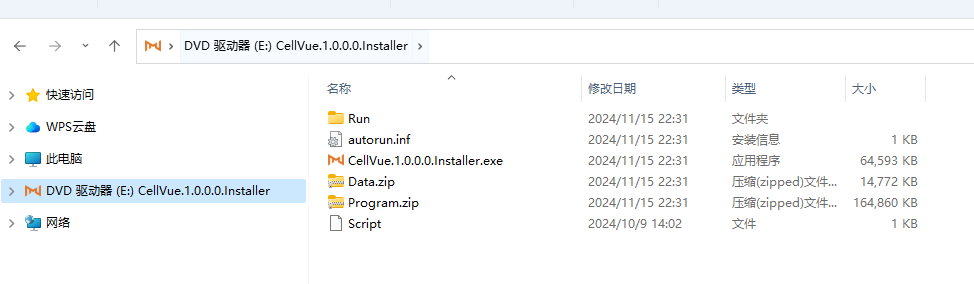 DVD 驱动器 (E:) CellVue.1.0.0.0.Installer
名称 修改日期 类型 大小
快速访问
WPS云盘
此电脑
DVD 驱动器 (E:) CellVue.1.0.0.0.Installer
网络
Run 2024/11/15 22:31 文件夹
autorun.inf 2024/11/15 22:31 安装信息 1 KB
CellVue.1.0.0.0.Installer.exe 2024/11/15 22:31 应用程序 64,593 KB
Data.zip 2024/11/15 22:31 压缩(zipped)文件... 14,772 KB
Program.zip 2024/11/15 22:31 压缩(zipped)文件... 164,860 KB
Script 2024/10/9 14:02 文件 1 KB